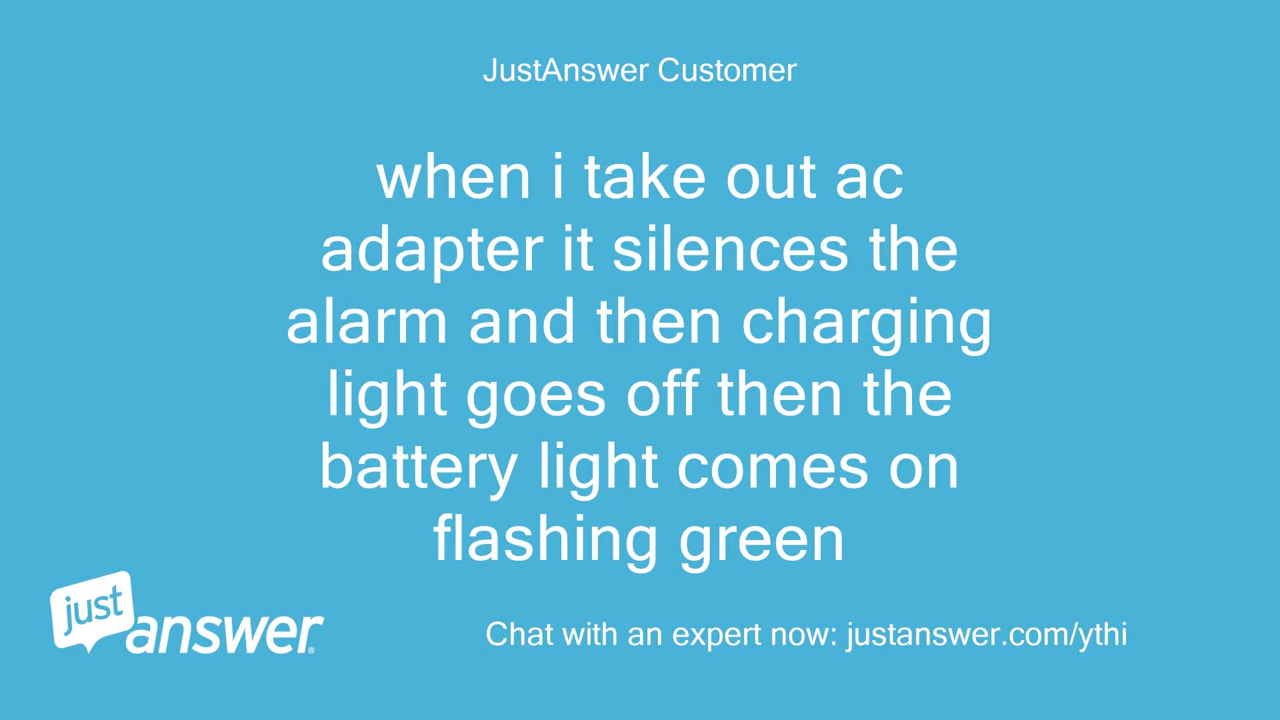 JustAnswer Customer
when i take out ac
adapter it silences the
alarm and then charging
light goes off then the
battery light comes on
flashing green
just
answer®
Chat with an expert now: justanswer.com/ythi